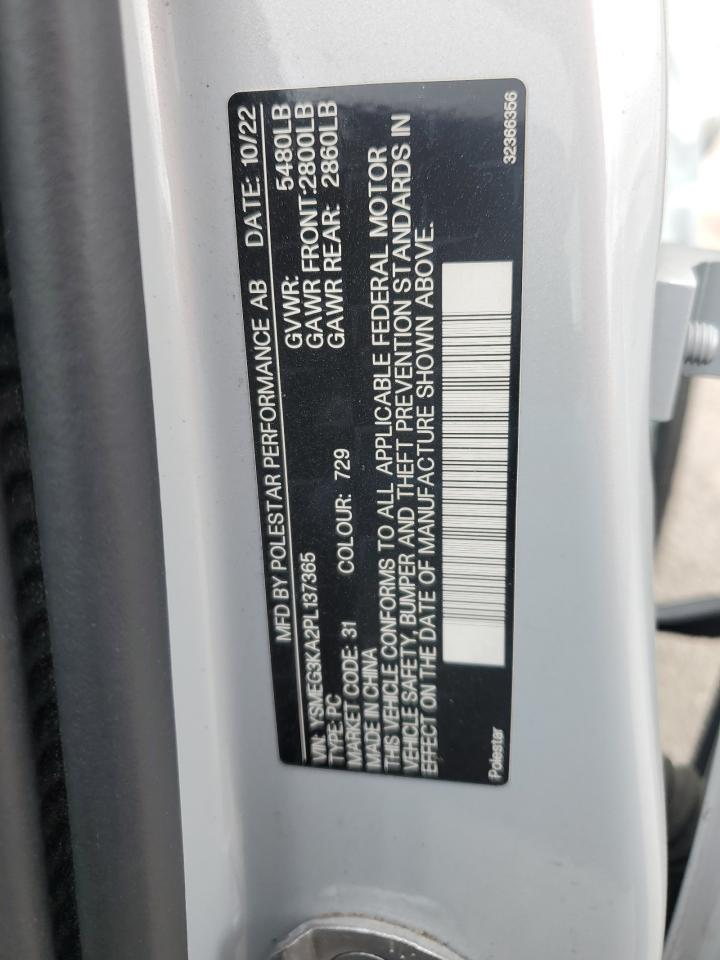 MFD BY POLESTAR PERFORMANCE AB DATE: 10/22
GVWR: 5480LB
GAWR FRONT:2800LB
GAWR REAR: 2860LB
VIN: YSMEG3KA2PL137365
TYPE: PC
MARKET CODE: 31 COLOUR: 729
MADE IN CHINA
THIS VEHICLE CONFORMS TO ALL APPLICABLE FEDERAL MOTOR
VEHICLE SAFETY, BUMPER AND THEFT PREVENTION STANDARDS IN
EFFECT ON THE DATE OF MANUFACTURE SHOWN ABOVE.
Polestar 32366356